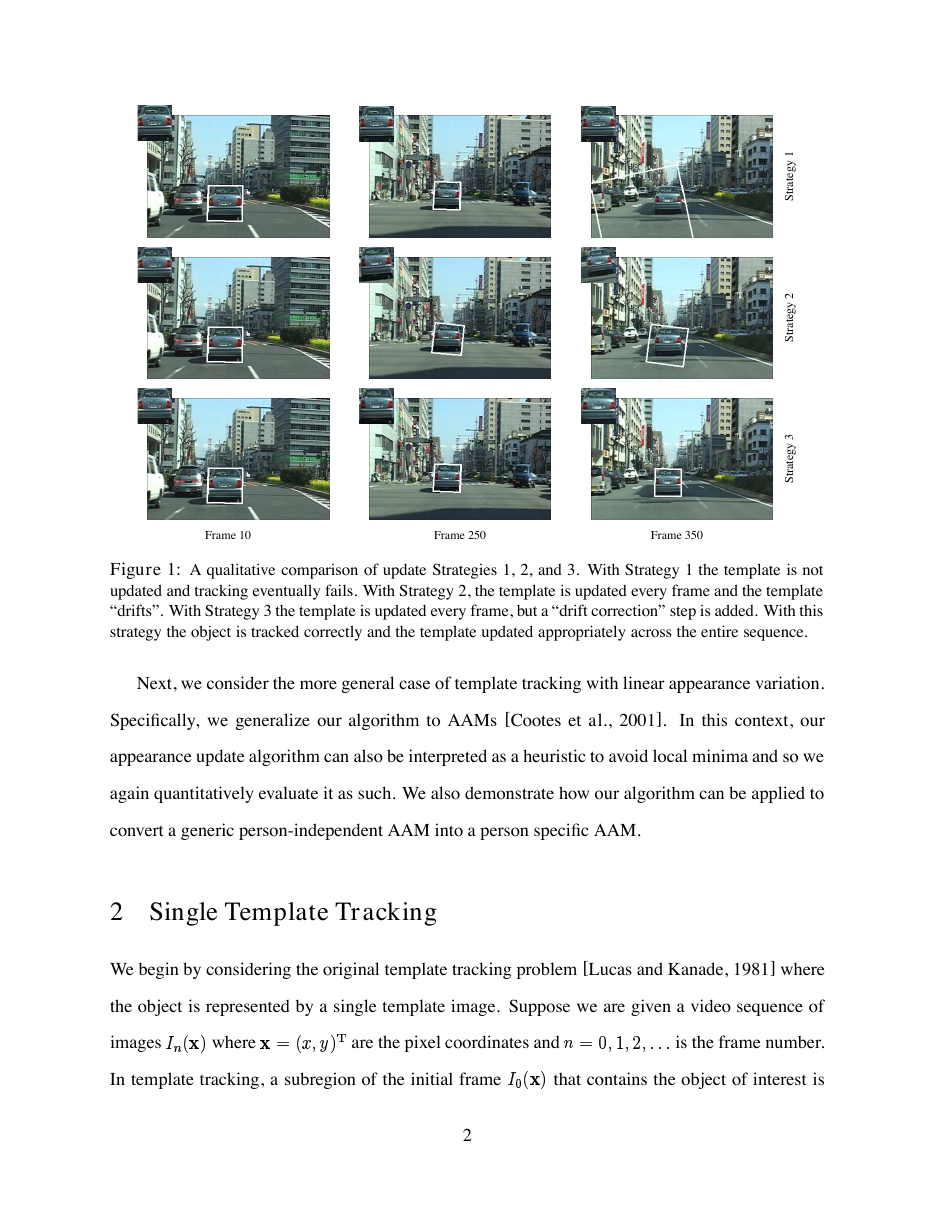 Strategy 1
Strategy 2
Strategy 3
Frame 10
Frame 250
Frame 350
Figure 1: A qualitative comparison of update Strategies 1, 2, and 3. With Strategy 1 the template is not
updated and tracking eventually fails. With Strategy 2, the template is updated every frame and the template
“drifts”. With Strategy 3 the template is updated every frame, but a “drift correction” step is added. With this
strategy the object is tracked correctly and the template updated appropriately across the entire sequence.
Next, we consider the more general case of template tracking with linear appearance variation.
Specifically, we generalize our algorithm to AAMs [Cootes et al., 2001]. In this context, our
appearance update algorithm can also be interpreted as a heuristic to avoid local minima and so we
again quantitatively evaluate it as such. We also demonstrate how our algorithm can be applied to
convert a generic person-independent AAM into a person specific AAM.
2 Single Template Tracking
We begin by considering the original template tracking problem [Lucas and Kanade, 1981] where
the object is represented by a single template image. Suppose we are given a video sequence of
images Iₙ(x) where x = (x, y)ᵀ are the pixel coordinates and n = 0, 1, 2, . . . is the frame number.
In template tracking, a subregion of the initial frame I₀(x) that contains the object of interest is
2